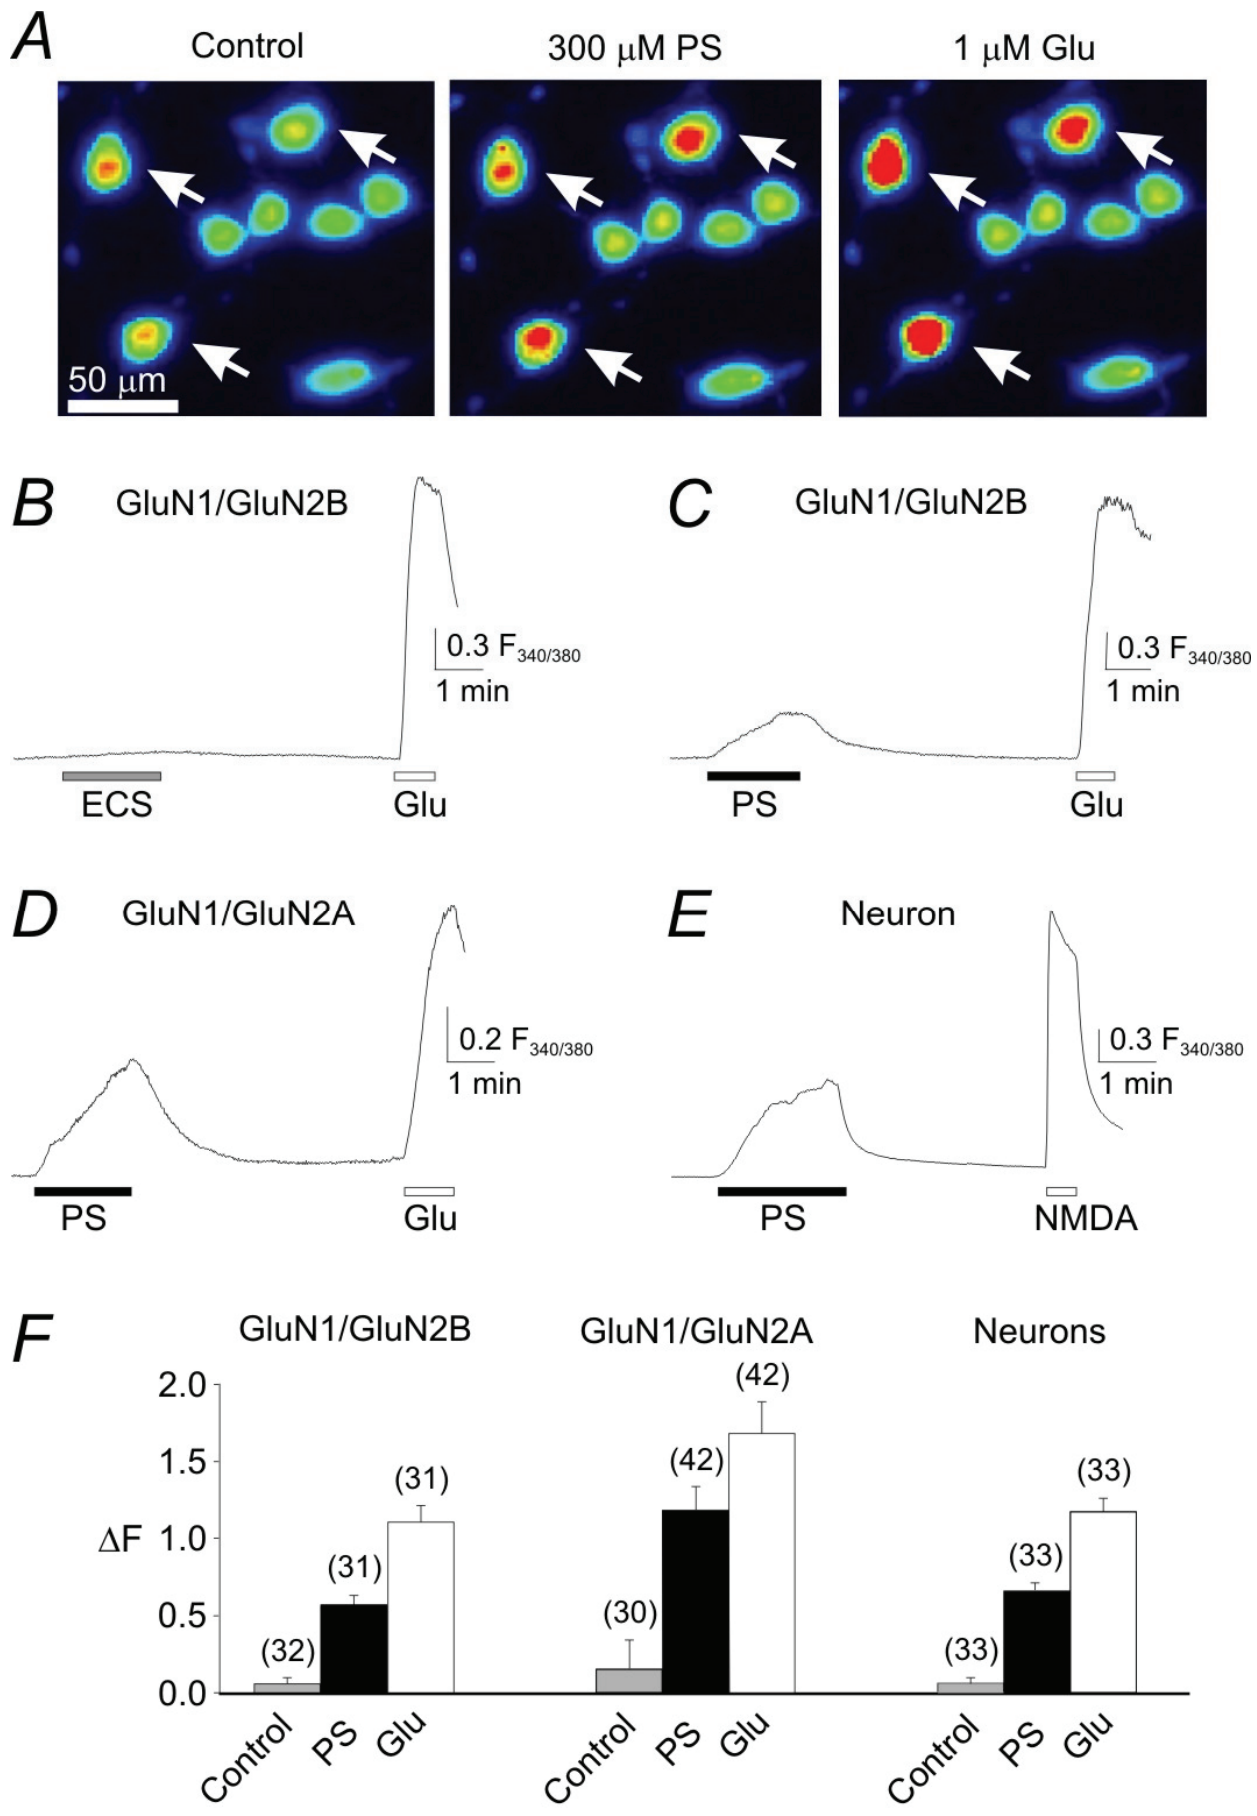 A
Control
300 μM PS
1 μM Glu
50 μm
B
GluN1/GluN2B
0.3 F340/380
1 min
ECS
Glu
C
GluN1/GluN2B
0.3 F340/380
1 min
PS
Glu
D
GluN1/GluN2A
0.2 F340/380
1 min
PS
Glu
E
Neuron
0.3 F340/380
1 min
PS
NMDA
F
GluN1/GluN2B
GluN1/GluN2A
Neurons
ΔF
2.0
1.5
1.0
0.5
0.0
(32)
(31)
(31)
(30)
(42)
(42)
(33)
(33)
(33)
Control
PS
Glu
Control
PS
Glu
Control
PS
Glu